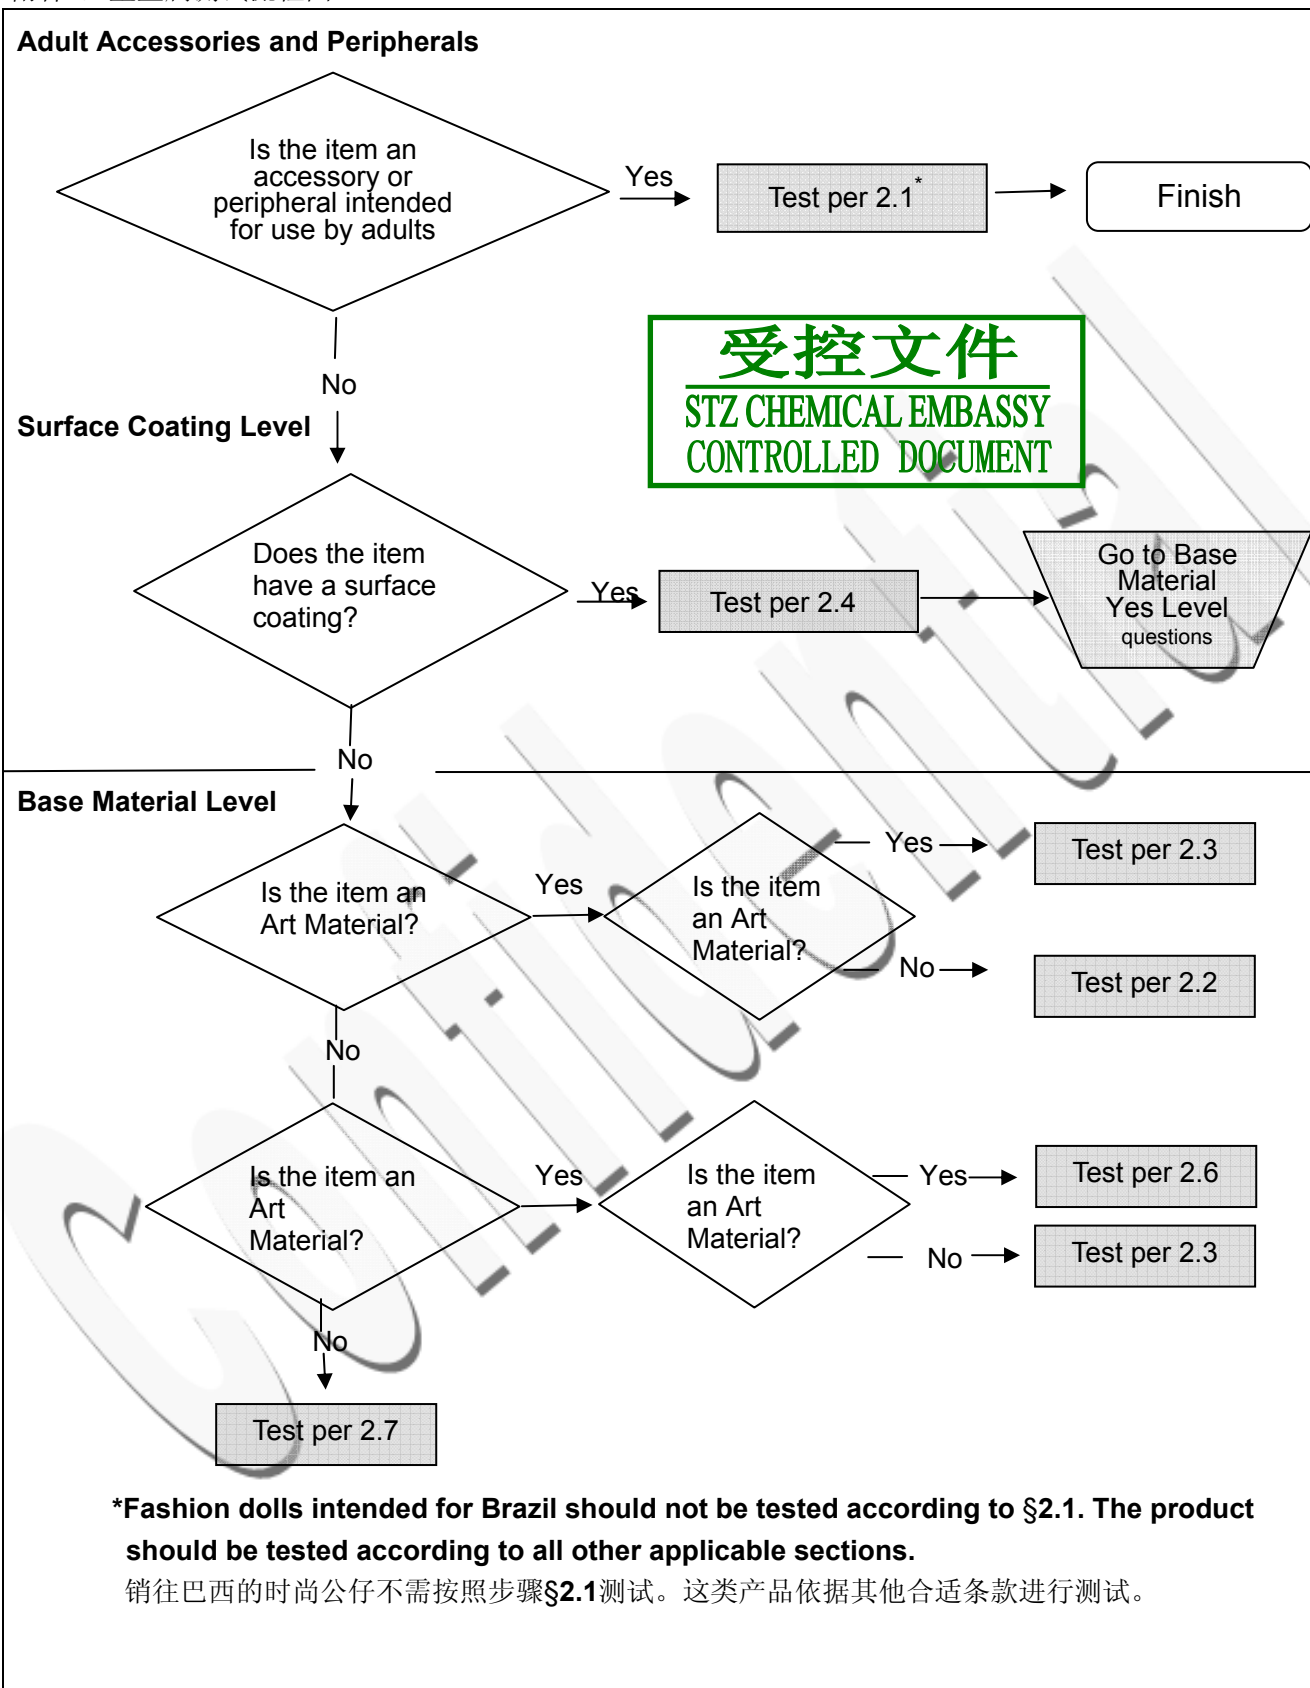 Adult Accessories and Peripherals
Is the item an
accessory or
peripheral intended
for use by adults
Yes
Test per 2.1*
Finish
No
受控文件
STZ CHEMICAL EMBASSY
CONTROLLED DOCUMENT
Surface Coating Level
Does the item
have a surface
coating?
Yes
Test per 2.4
Go to Base
Material
Yes Level
questions
No
Base Material Level
Is the item an
Art Material?
Yes
Is the item
an Art
Material?
Yes
Test per 2.3
No
Test per 2.2
No
Is the item an
Art
Material?
Yes
Is the item
an Art
Material?
Yes
Test per 2.6
No
Test per 2.3
No
Test per 2.7
*Fashion dolls intended for Brazil should not be tested according to §2.1. The product
should be tested according to all other applicable sections.
销往巴西的时尚公仔不需按照步骤§2.1测试。这类产品依据其他合适条款进行测试。
Confidential